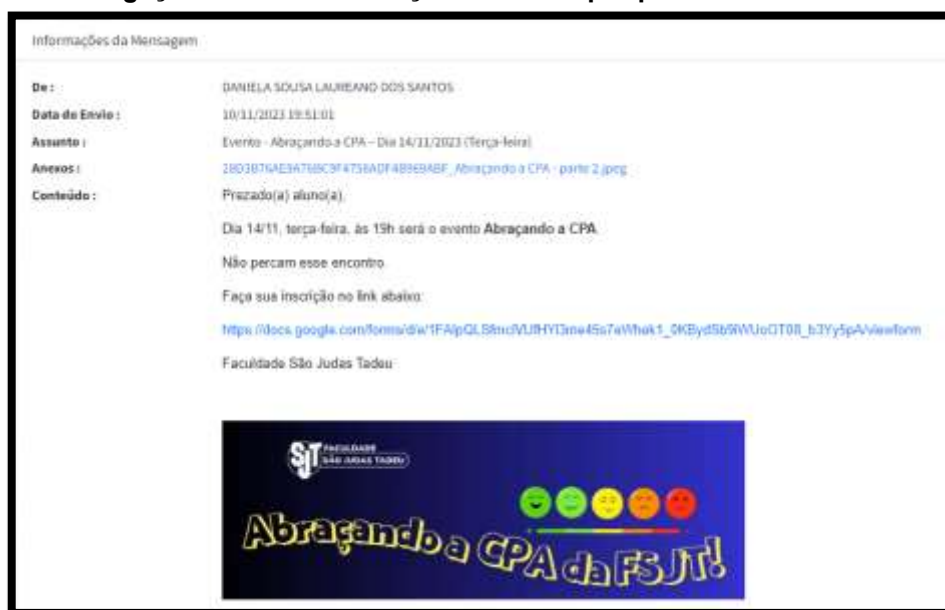 Informações da Mensagem
De : DANIELA SOUSA LAUREANO DOS SANTOS
Data de Envio : 10/11/2023 19:51:01
Assunto : Evento - Abraçando a CPA – Dia 14/11/2023 (Terça-feira)
Anexos : Abraçando a CPA - parte 2.jpeg
Conteúdo : Prezado(a) aluno(a),
Dia 14/11, terça-feira, às 19h será o evento Abraçando a CPA
Não percam esse encontro.
Faça sua inscrição no link abaixo:
Faculdade São Judas Tadeu
SJT FACULDADE
SÃO JUDAS TADEU
Abraçando a CPA da FSJT!